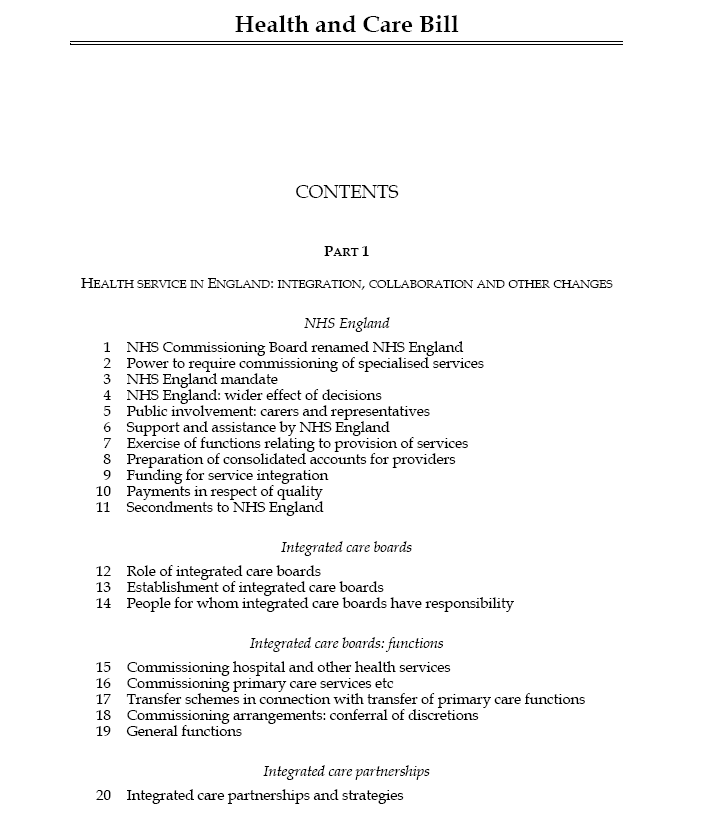 Health and Care Bill
CONTENTS
PART 1
HEALTH SERVICE IN ENGLAND: INTEGRATION, COLLABORATION AND OTHER CHANGES
NHS England
1 NHS Commissioning Board renamed NHS England
2 Power to require commissioning of specialised services
3 NHS England mandate
4 NHS England: wider effect of decisions
5 Public involvement: carers and representatives
6 Support and assistance by NHS England
7 Exercise of functions relating to provision of services
8 Preparation of consolidated accounts for providers
9 Funding for service integration
10 Payments in respect of quality
11 Secondments to NHS England
Integrated care boards
12 Role of integrated care boards
13 Establishment of integrated care boards
14 People for whom integrated care boards have responsibility
Integrated care boards: functions
15 Commissioning hospital and other health services
16 Commissioning primary care services etc
17 Transfer schemes in connection with transfer of primary care functions
18 Commissioning arrangements: conferral of discretions
19 General functions
Integrated care partnerships
20 Integrated care partnerships and strategies